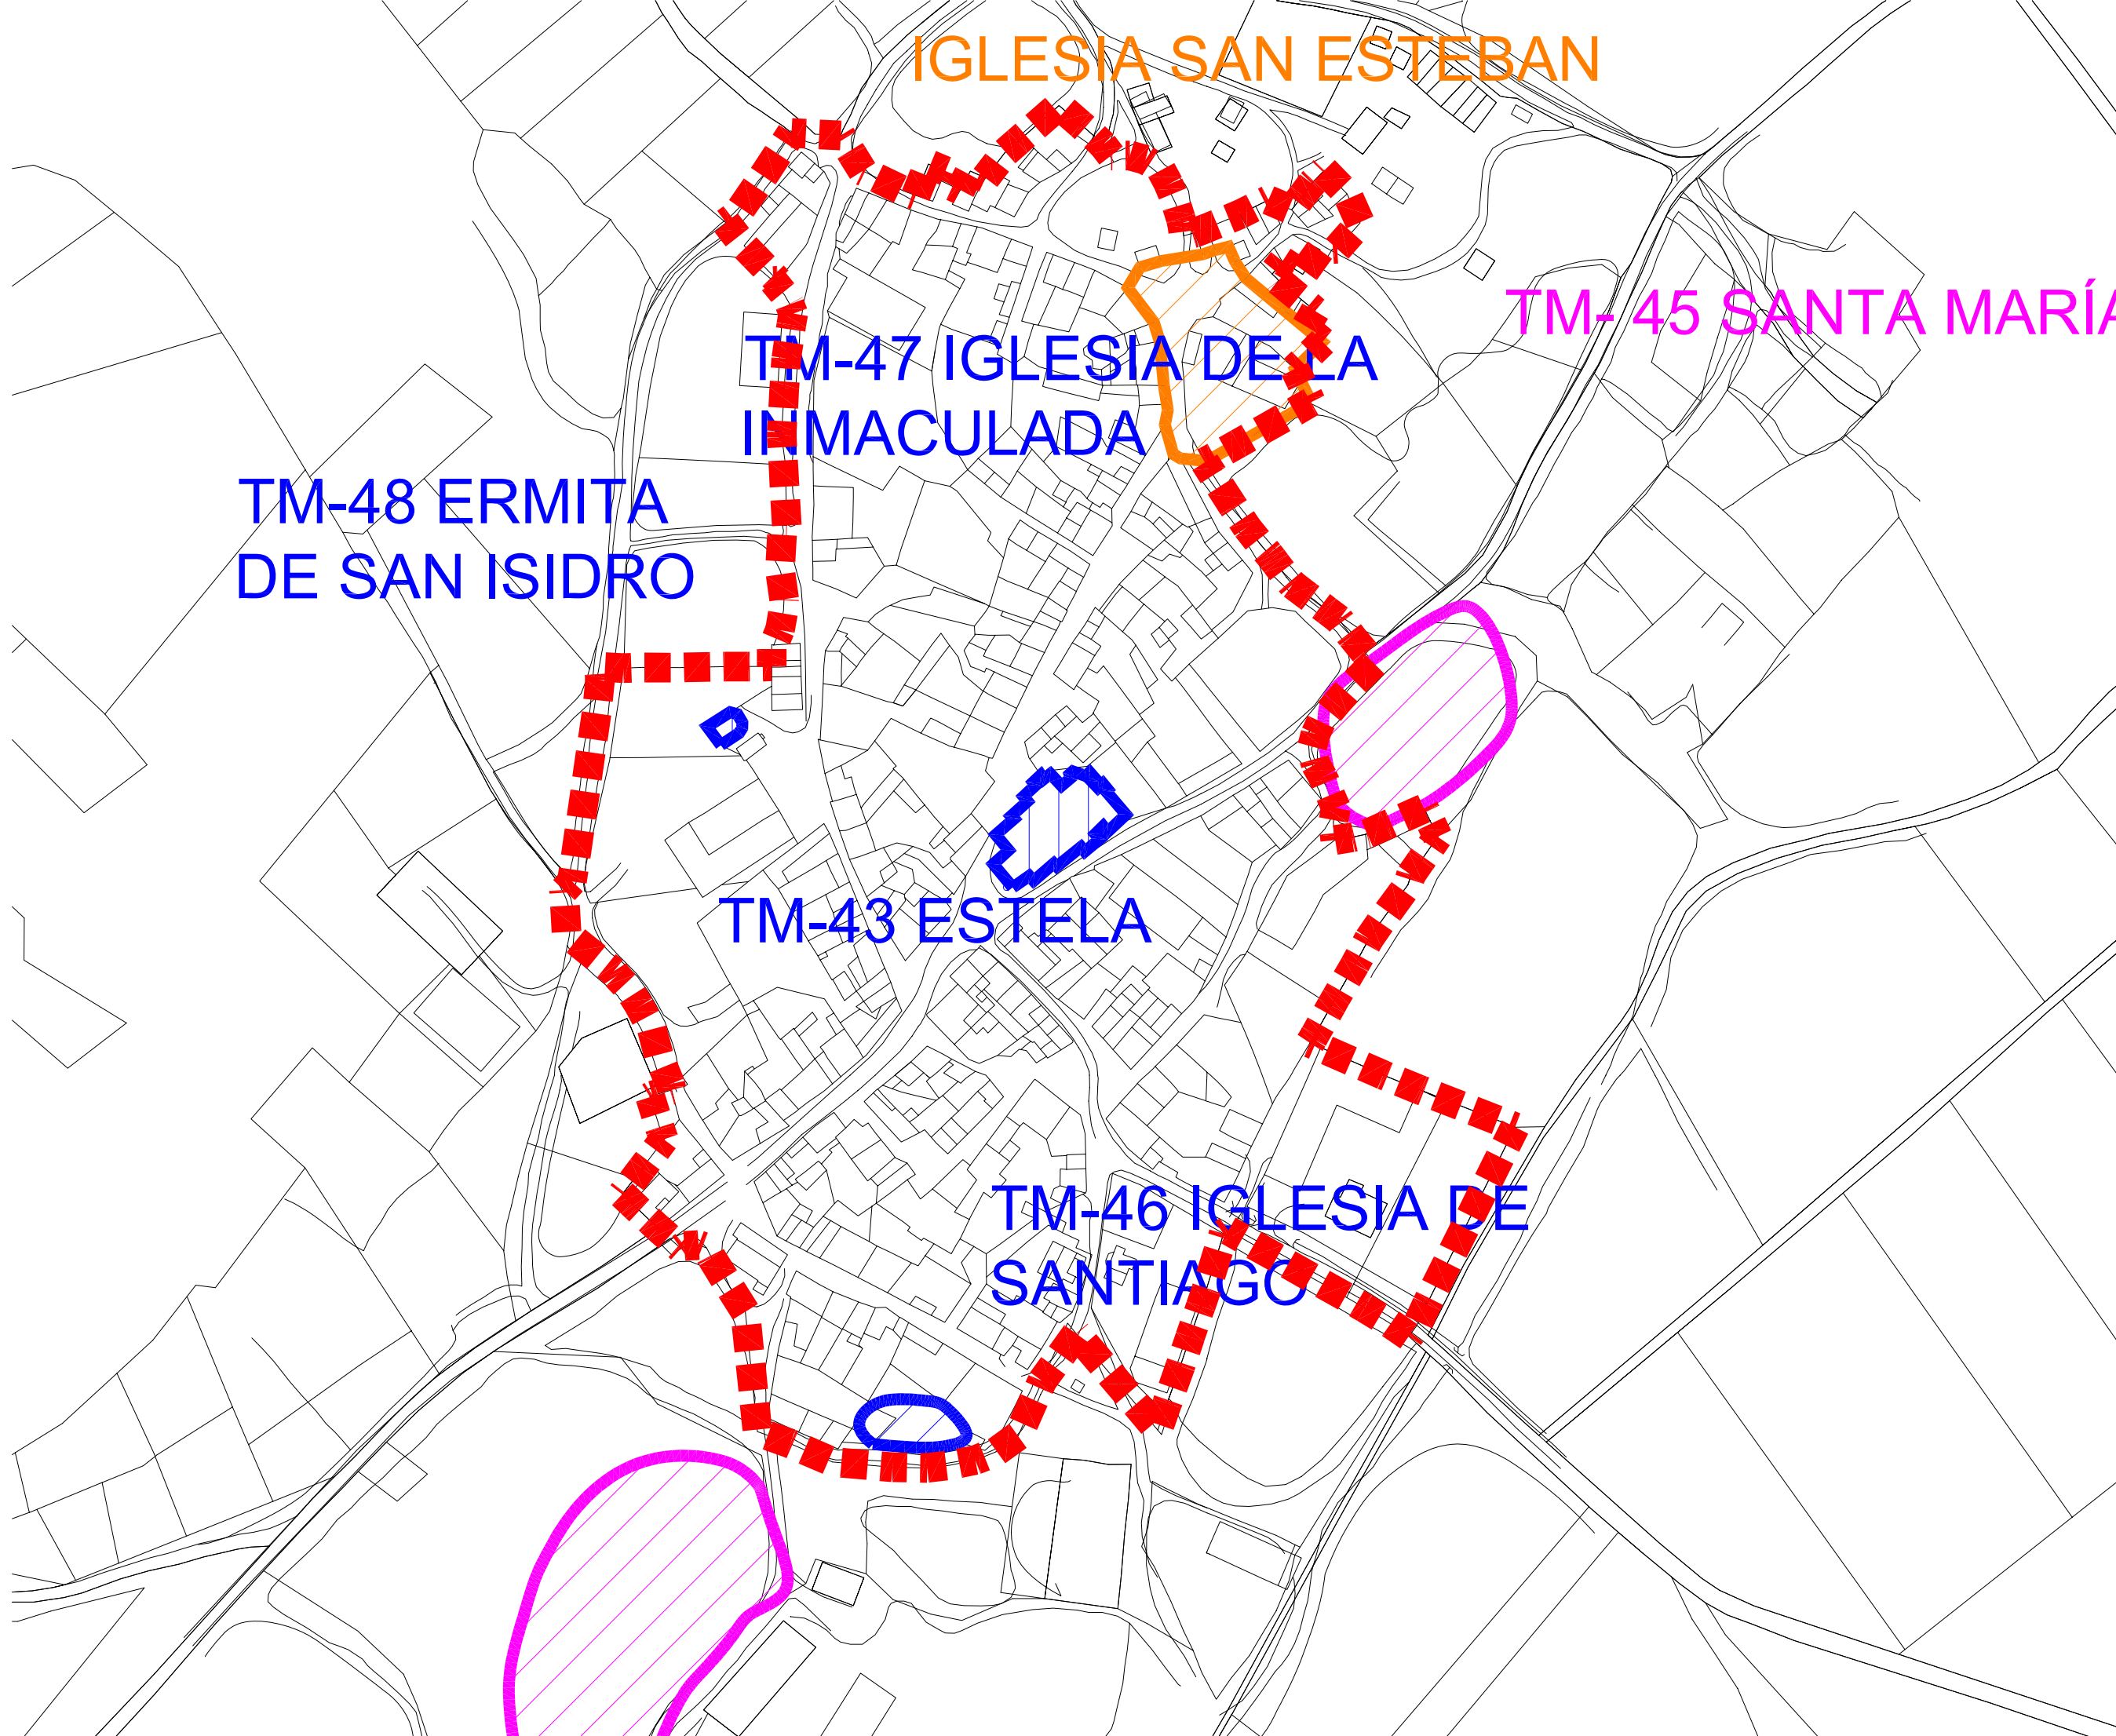 IGLESIA SAN ESTEBAN
TM- 45 SANTA MARÍA
TM-47 IGLESIA DE LA
INMACULADA
TM-48 ERMITA
DE SAN ISIDRO
TM-43 ESTELA
TM-46 IGLESIA DE
SANTIAGO